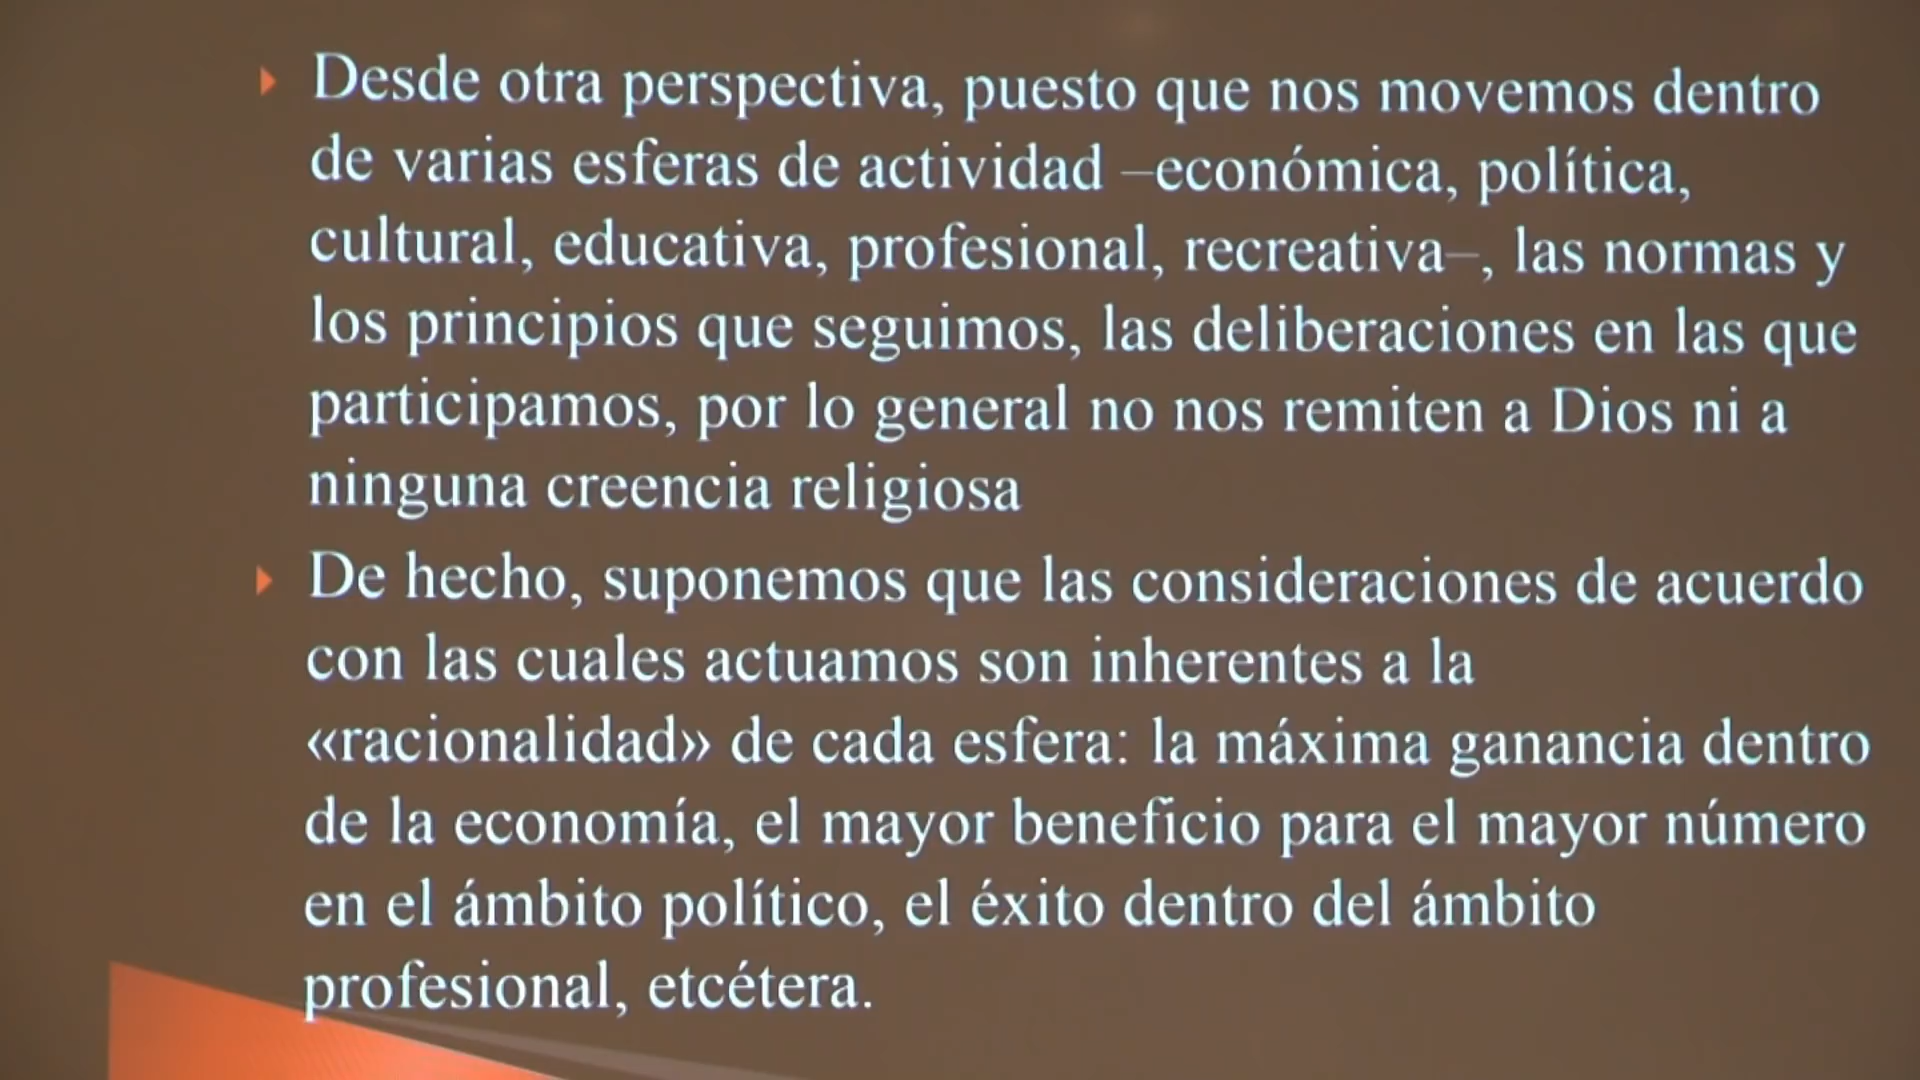 Desde otra perspectiva, puesto que nos movemos dentro
de varias esferas de actividad –económica, política,
cultural, educativa, profesional, recreativa–, las normas y
los principios que seguimos, las deliberaciones en las que
participamos, por lo general no nos remiten a Dios ni a
ninguna creencia religiosa
De hecho, suponemos que las consideraciones de acuerdo
con las cuales actuamos son inherentes a la
«racionalidad» de cada esfera: la máxima ganancia dentro
de la economía, el mayor beneficio para el mayor número
en el ámbito político, el éxito dentro del ámbito
profesional, etcétera.